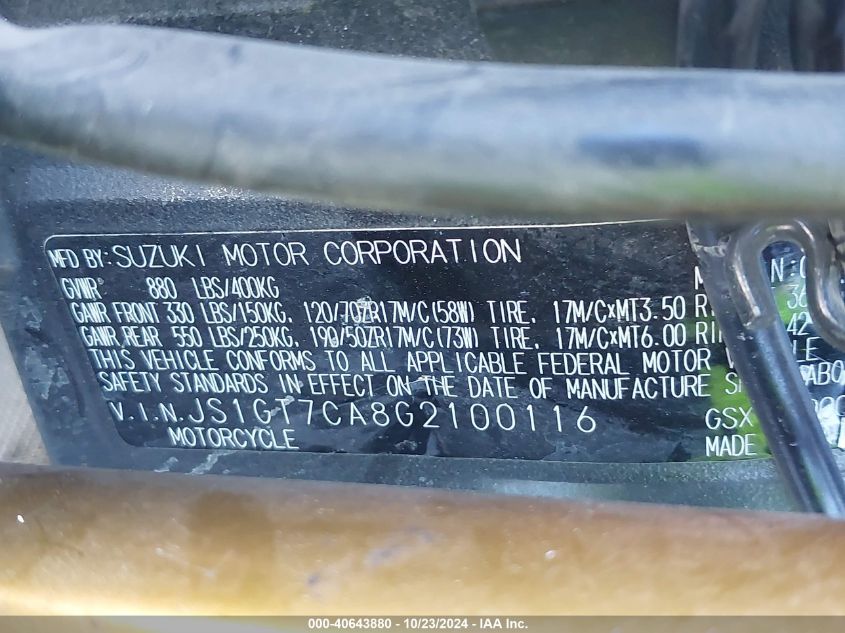 MFD BY: SUZUKI MOTOR CORPORATION
GVWR 880 LBS/400KG
GAWR FRONT 330 LBS/150KG, 120/70ZR17M/C(58W) TIRE, 17M/C×MT3.50
GAWR REAR 550 LBS/250KG, 190/50ZR17M/C(73W) TIRE, 17M/C×MT6.00
THIS VEHICLE CONFORMS TO ALL APPLICABLE FEDERAL MOTOR
SAFETY STANDARDS IN EFFECT ON THE DATE OF MANUFACTURE
V.I.N. JS1GT7CA8G2100116 GSX
MOTORCYCLE MADE
000-40643880 - 10/23/2024 - IAA Inc.